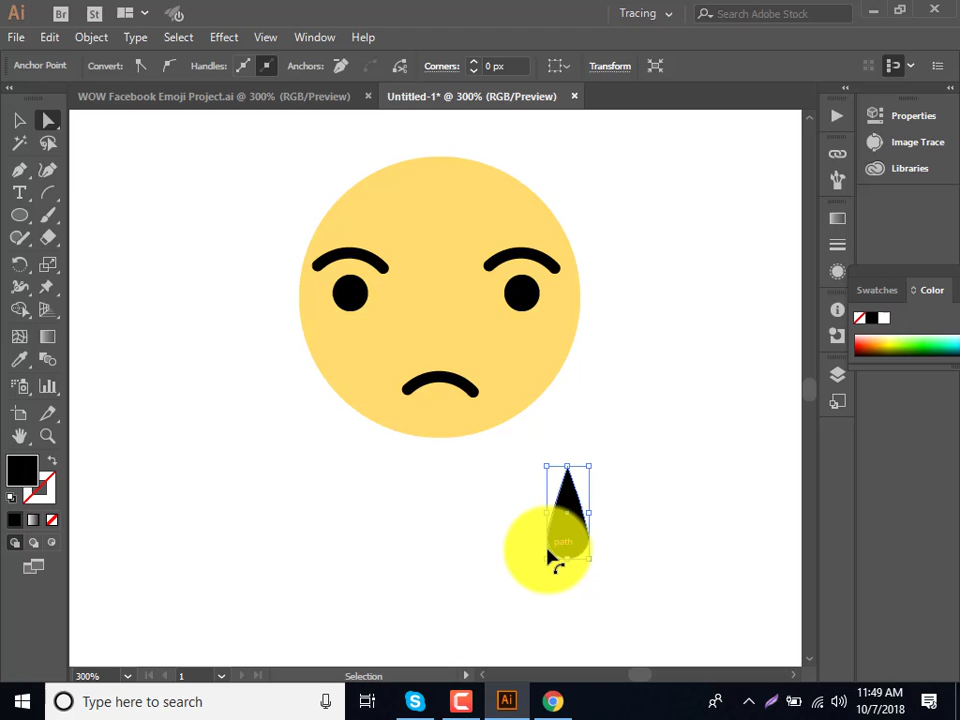 Ai Br St Tracing Search Adobe Stock
File Edit Object Type Select Effect View Window Help
Anchor Point Convert: Handles: Anchors: Corners: 0 px Transform
WOW Facebook Emoji Project.ai @ 300% (RGB/Preview) Untitled-1* @ 300% (RGB/Preview)
Properties
Image Trace
Libraries
T
Swatches Color
path
300% 1 Selection
Type here to search Ai 11:49 AM
10/7/2018